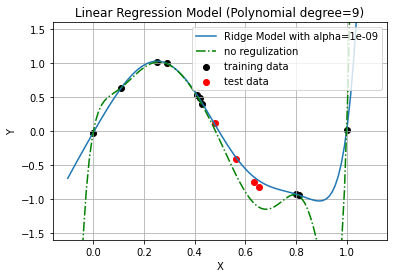 Linear Regression Model (Polynomial degree=9)
Ridge Model with alpha=1e-09
no regulization
training data
test data
1.5
1.0
0.5
0.0
−0.5
−1.0
−1.5
Y
0.0 0.2 0.4 0.6 0.8 1.0
X